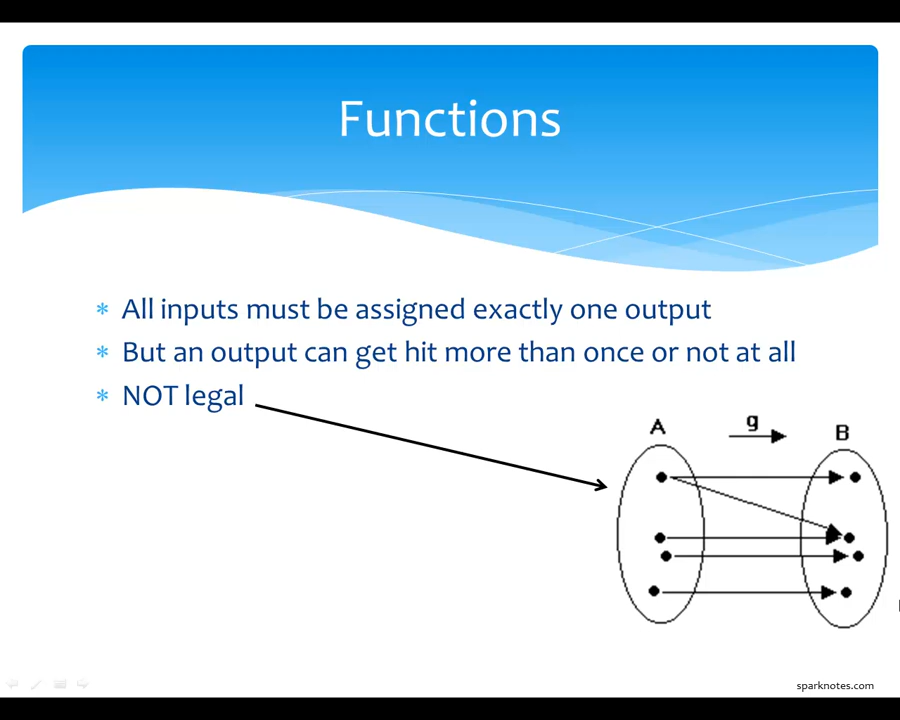 Functions
* All inputs must be assigned exactly one output
* But an output can get hit more than once or not at all
* NOT legal
A
g
B
sparknotes.com